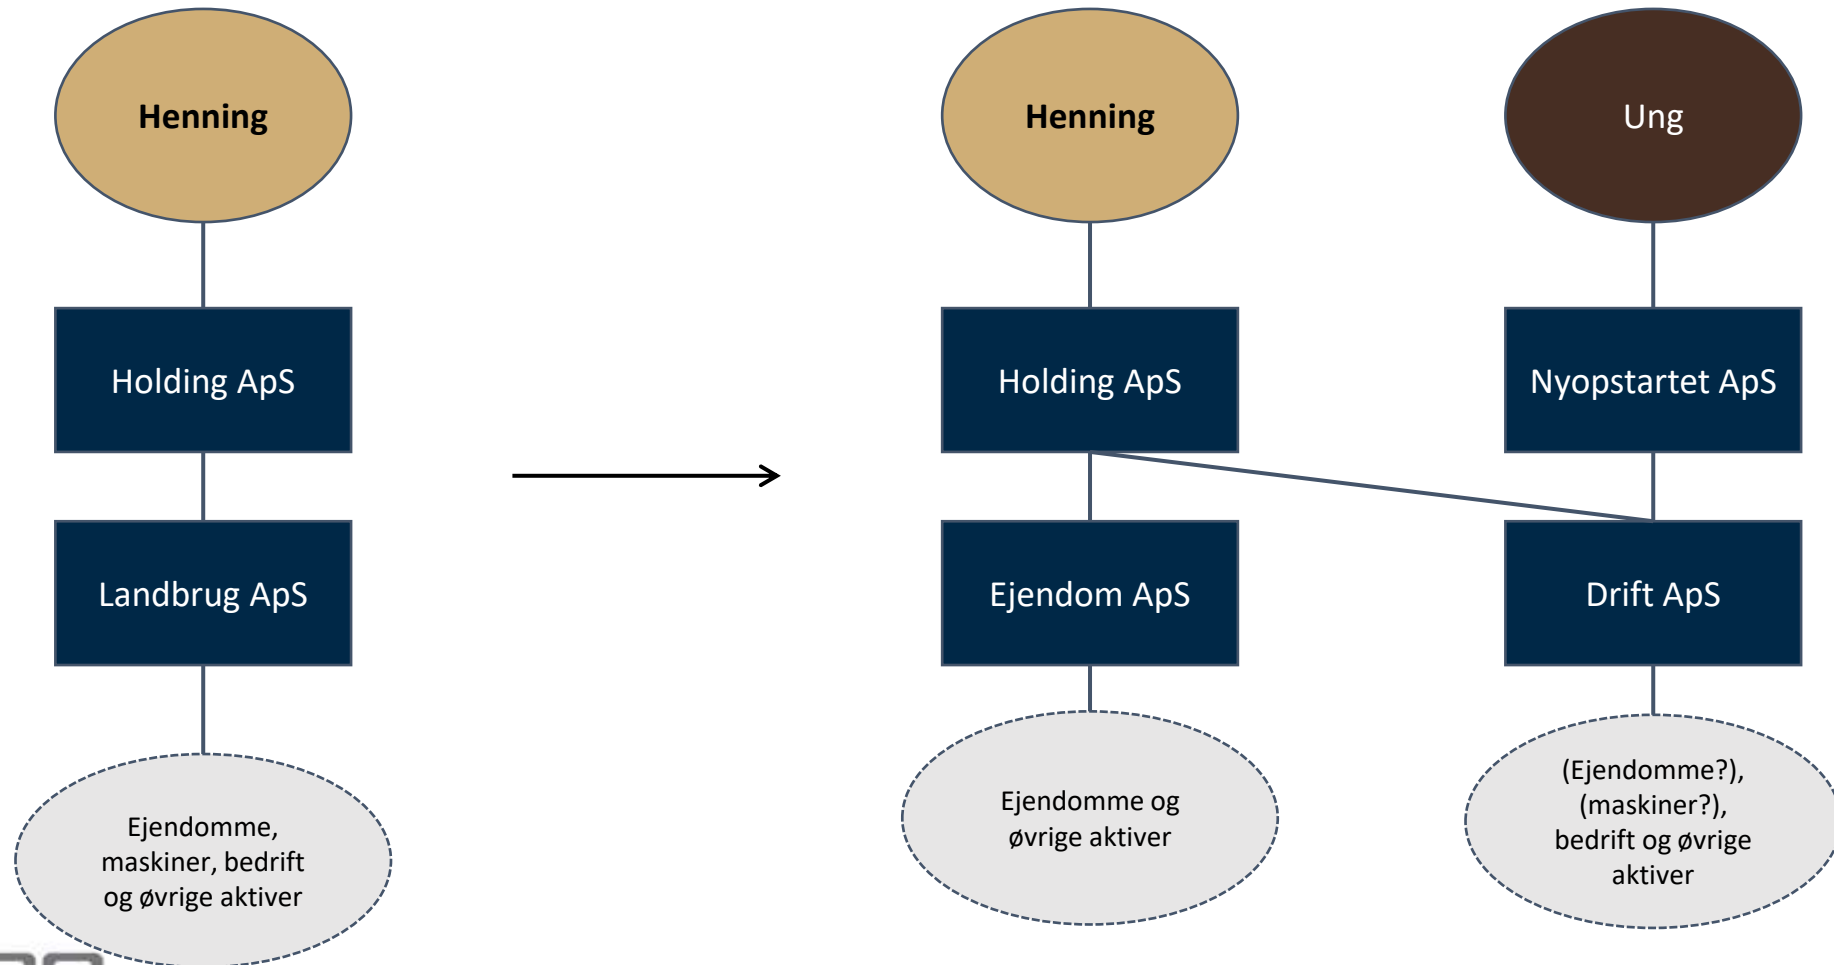 Henning
Holding ApS
Landbrug ApS
Ejendomme,
maskiner, bedrift
og øvrige aktiver
Henning
Holding ApS
Ejendom ApS
Ejendomme og
øvrige aktiver
Ung
Nyopstartet ApS
Drift ApS
(Ejendomme?),
(maskiner?),
bedrift og øvrige
aktiver